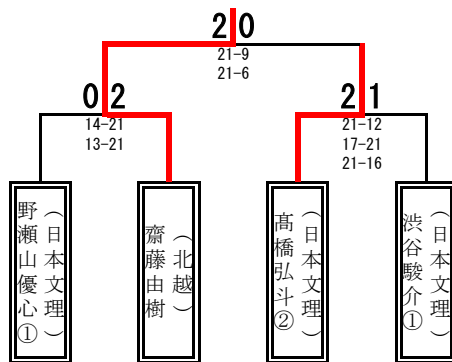 2 0
21-9
21-6
0 2
14-21
13-21
2 1
21-12
17-21
21-16
野瀬山優心①
（日本文理）
齋藤由樹
（北越）
髙橋弘斗②
（日本文理）
渋谷駿介①
（日本文理）